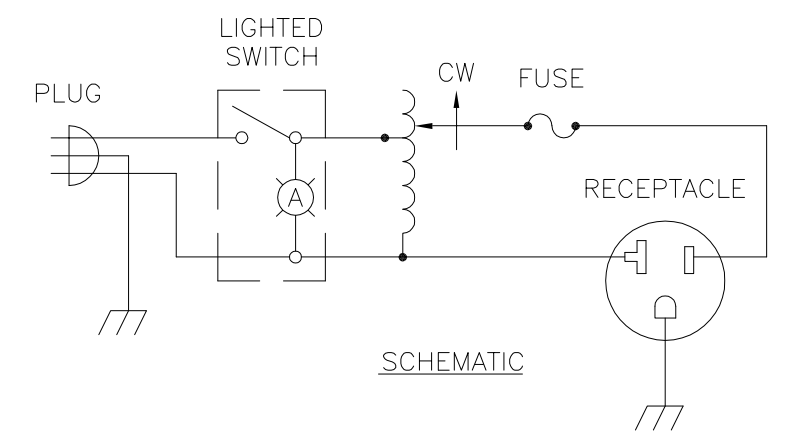 LIGHTED
SWITCH
CW
FUSE
PLUG
RECEPTACLE
A
SCHEMATIC